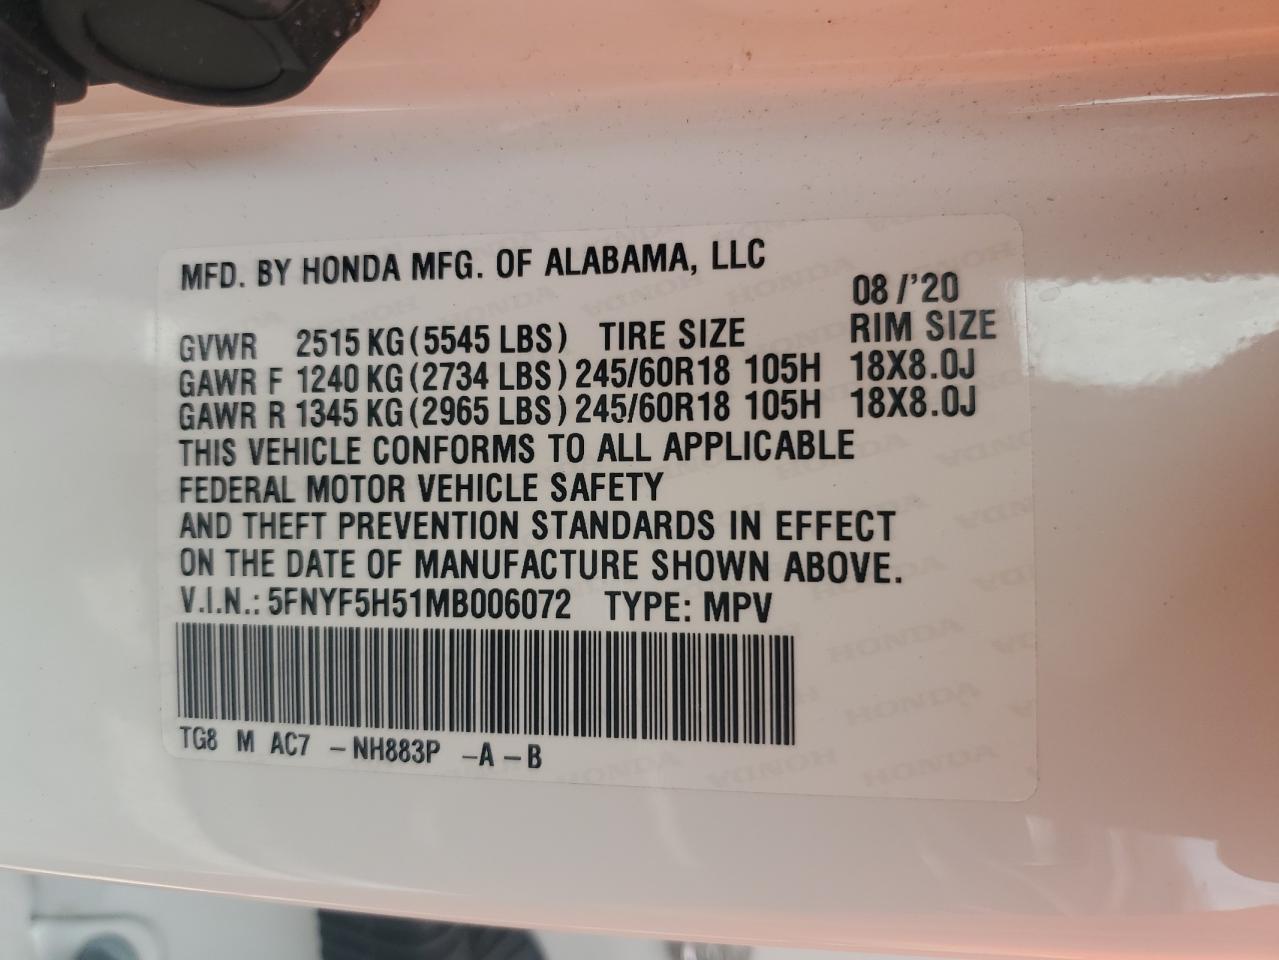 MFD. BY HONDA MFG. OF ALABAMA, LLC
08 /'20
GVWR 2515 KG (5545 LBS) TIRE SIZE RIM SIZE
GAWR F 1240 KG (2734 LBS) 245/60R18 105H 18X8.0J
GAWR R 1345 KG (2965 LBS) 245/60R18 105H 18X8.0J
THIS VEHICLE CONFORMS TO ALL APPLICABLE
FEDERAL MOTOR VEHICLE SAFETY
AND THEFT PREVENTION STANDARDS IN EFFECT
ON THE DATE OF MANUFACTURE SHOWN ABOVE.
V.I.N.: 5FNYF5H51MB006072 TYPE: MPV
TG8 M AC7 -NH883P -A -B